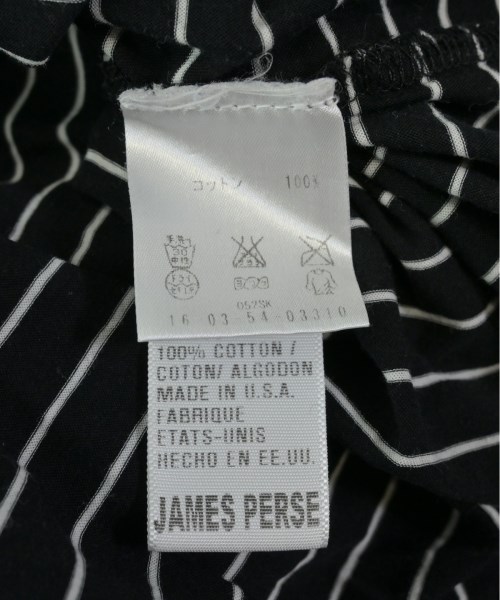 コットン 100%
052SK
16 03-54-03310
100% COTTON /
COTON/ ALGODON
MADE IN U.S.A.
FABRIQUE
ETATS-UNIS
HECHO EN EE.UU.
JAMES PERSE